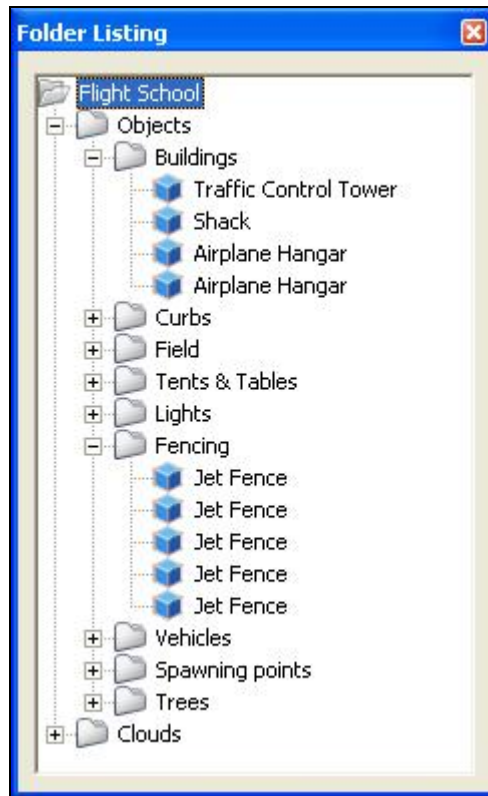 Folder Listing
Flight School
Objects
Buildings
Traffic Control Tower
Shack
Airplane Hangar
Airplane Hangar
Curbs
Field
Tents & Tables
Lights
Fencing
Jet Fence
Jet Fence
Jet Fence
Jet Fence
Jet Fence
Vehicles
Spawning points
Trees
Clouds